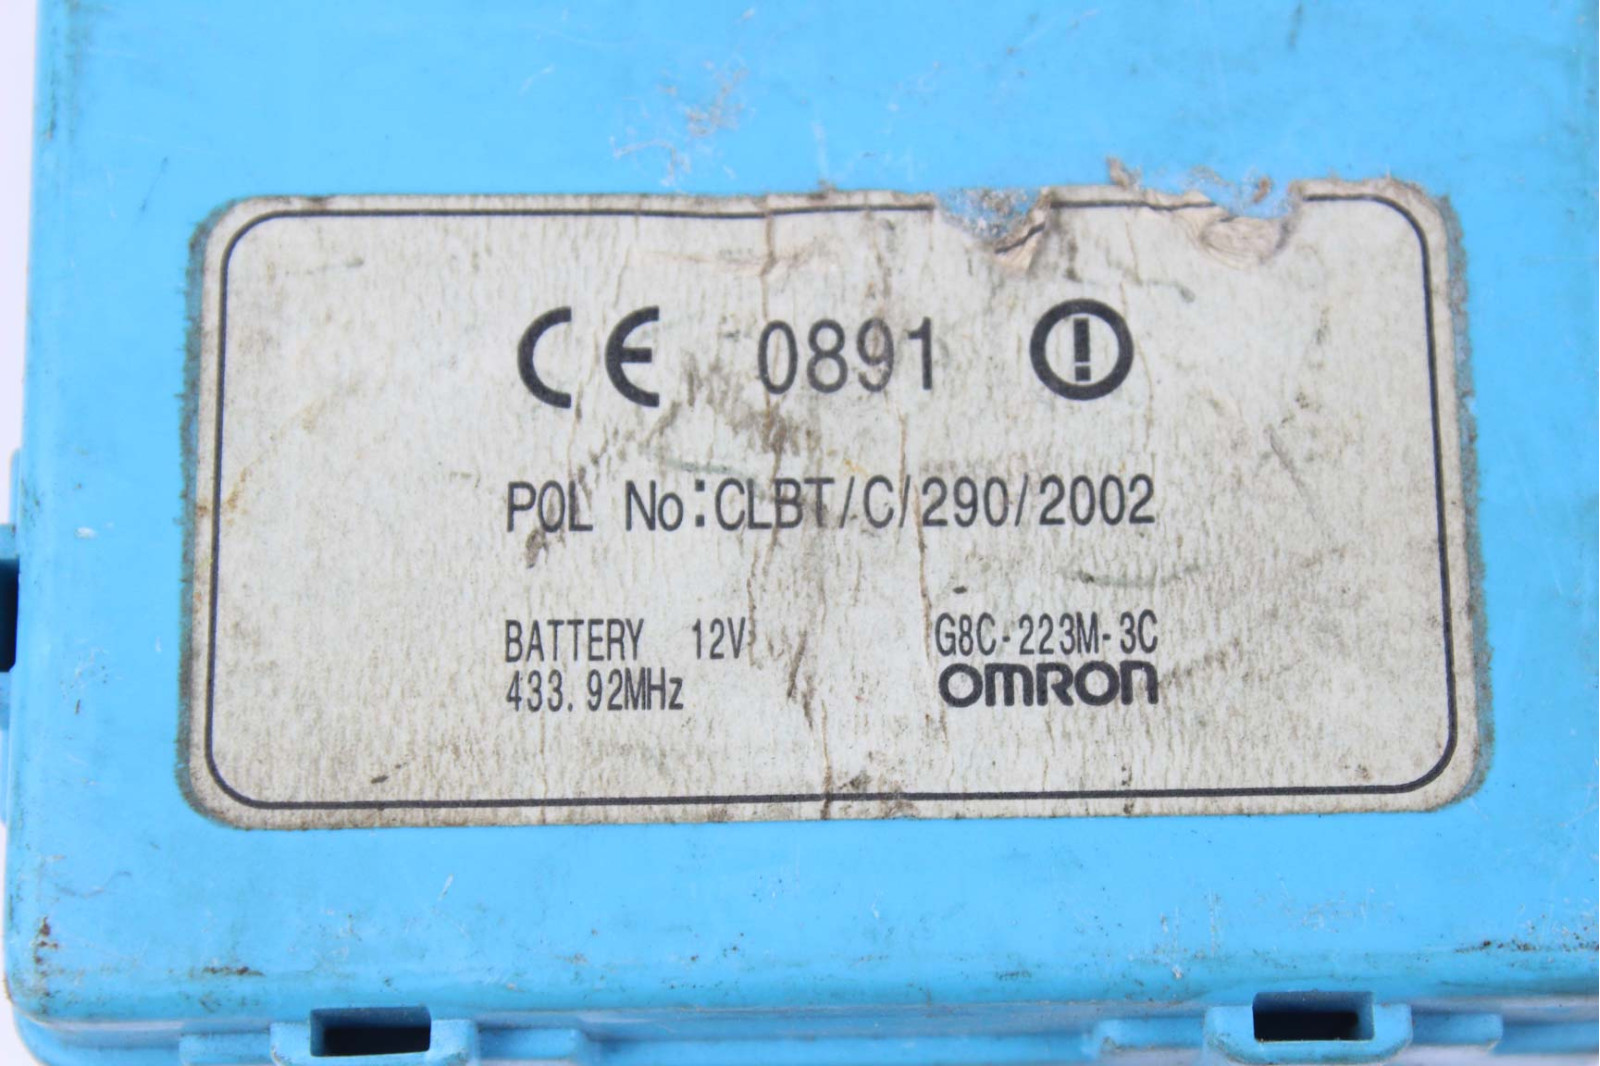 CE 0891
POL No:CLBT/C/290/2002
BATTERY 12V G8C-223M-3C
433.92MHz OMRON